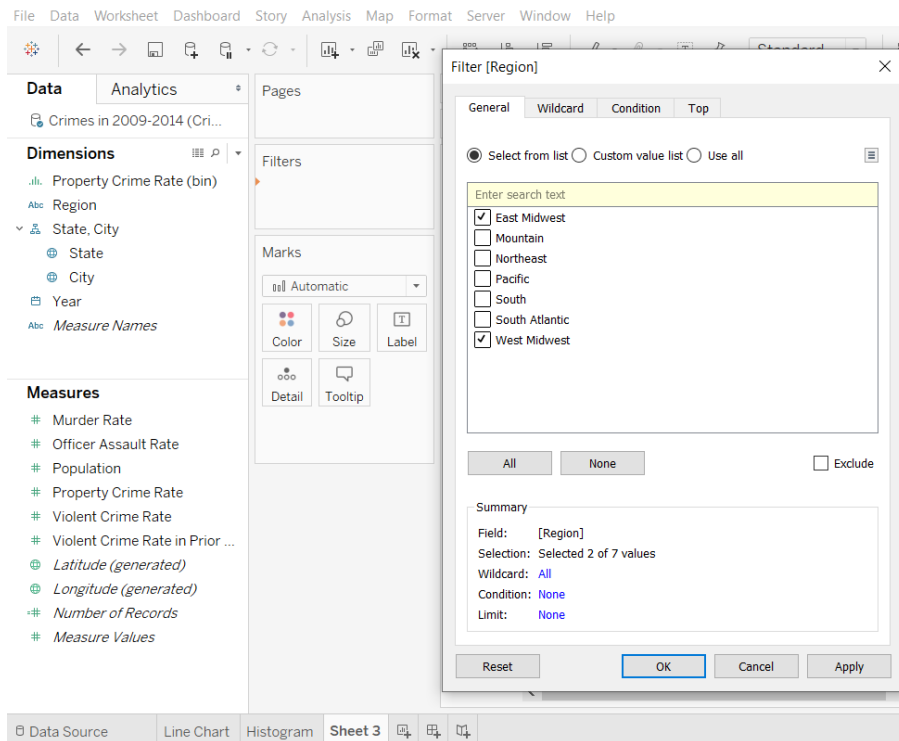 File Data Worksheet Dashboard Story Analysis Map Format Server Window Help
Filter [Region]
Data
Analytics
Crimes in 2009-2014 (Cri...
Dimensions
Property Crime Rate (bin)
Abc Region
State, City
State
City
Year
Abc Measure Names
Measures
# Murder Rate
# Officer Assault Rate
# Population
# Property Crime Rate
# Violent Crime Rate
# Violent Crime Rate in Prior ...
Latitude (generated)
Longitude (generated)
=# Number of Records
# Measure Values
Pages
Filters
Marks
Automatic
Color Size Label
Detail Tooltip
General Wildcard Condition Top
Select from list Custom value list Use all
Enter search text
East Midwest
Mountain
Northeast
Pacific
South
South Atlantic
West Midwest
All None Exclude
Summary
Field: [Region]
Selection: Selected 2 of 7 values
Wildcard: All
Condition: None
Limit: None
Reset OK Cancel Apply
Data Source Line Chart Histogram Sheet 3